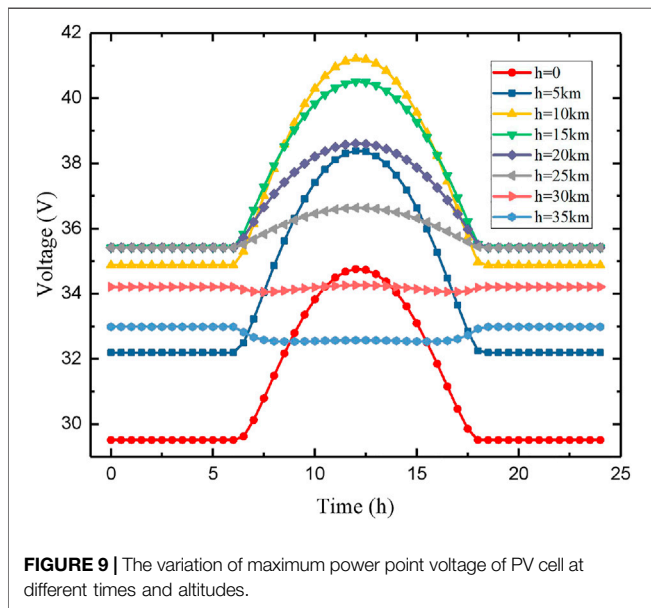 42
40
38
36
34
32
30
Voltage (V)
h=0
h=5km
h=10km
h=15km
h=20km
h=25km
h=30km
h=35km
0 5 10 15 20 25
Time (h)
FIGURE 9 | The variation of maximum power point voltage of PV cell at
different times and altitudes.